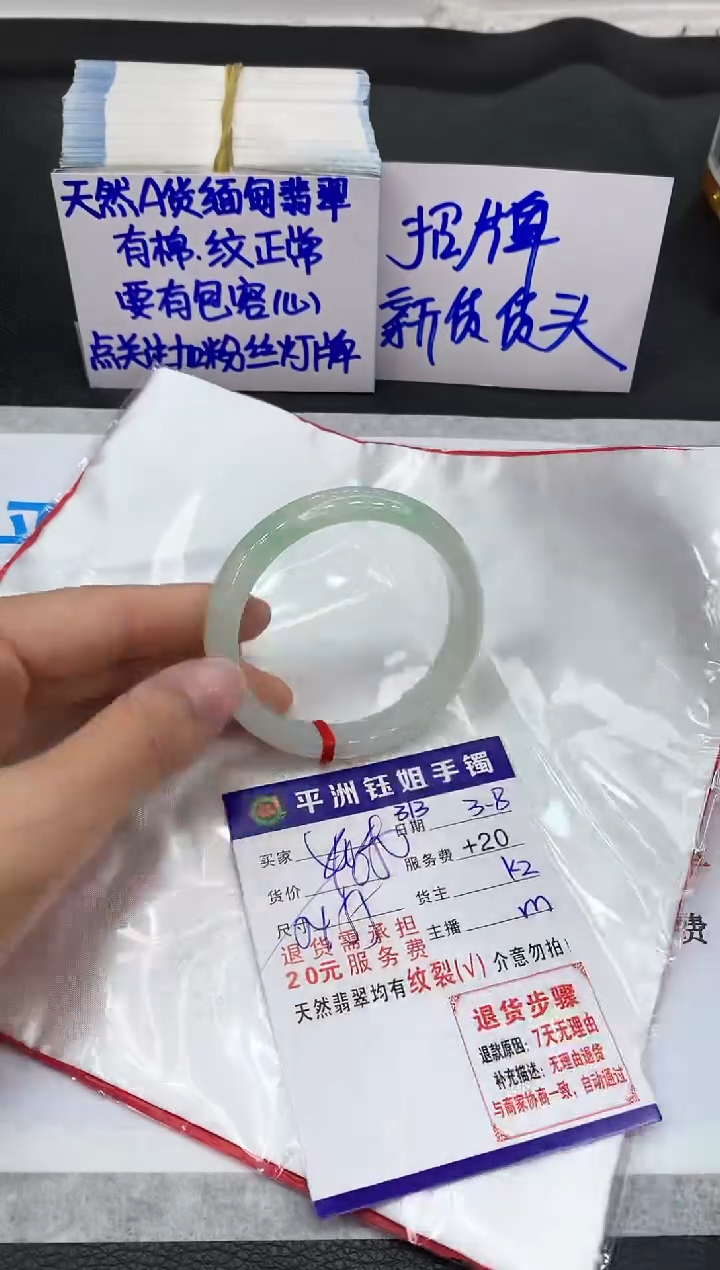 天然A货缅甸翡翠
有棉.纹正常
要有包容(心)
点关注加粉丝灯牌
招牌
新货货头
平洲钰姐手镯
313
买家
日期 3-8
货价
服务费 +20
尺寸
货主 k2
主播 m
退货需承担
20元服务费
天然翡翠均有纹裂(√) 介意勿拍!
退货步骤
退款原因: 7天无理由
补充描述: 无理由退货
与商家协商一致, 自动通过
费